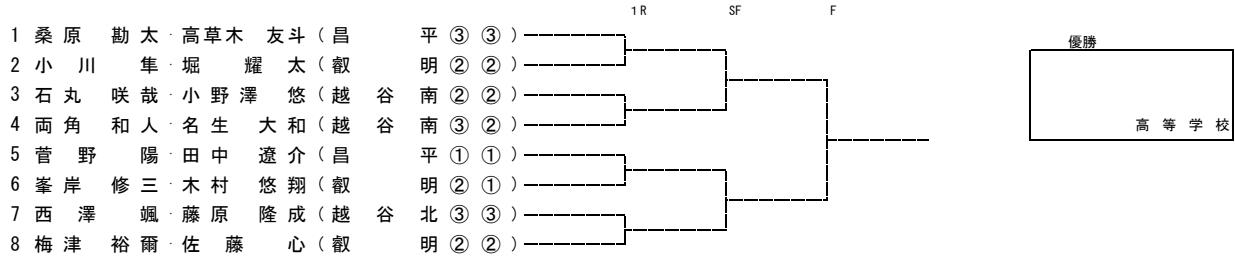 1R SF F
1 桑原 勘太・高草木 友斗(昌 平 ③ ③)
優勝
2 小川 隼・堀 耀太(叡 明 ② ②)
3 石丸 咲哉・小野澤 悠(越 谷 南 ② ②)
4 両角 和人・名生 大和(越 谷 南 ③ ②)
高等学校
5 菅野 陽・田中 遼介(昌 平 ① ①)
6 峯岸 修三・木村 悠翔(叡 明 ② ①)
7 西澤 颯・藤原 隆成(越 谷 北 ③ ③)
8 梅津 裕爾・佐藤 心(叡 明 ② ②)